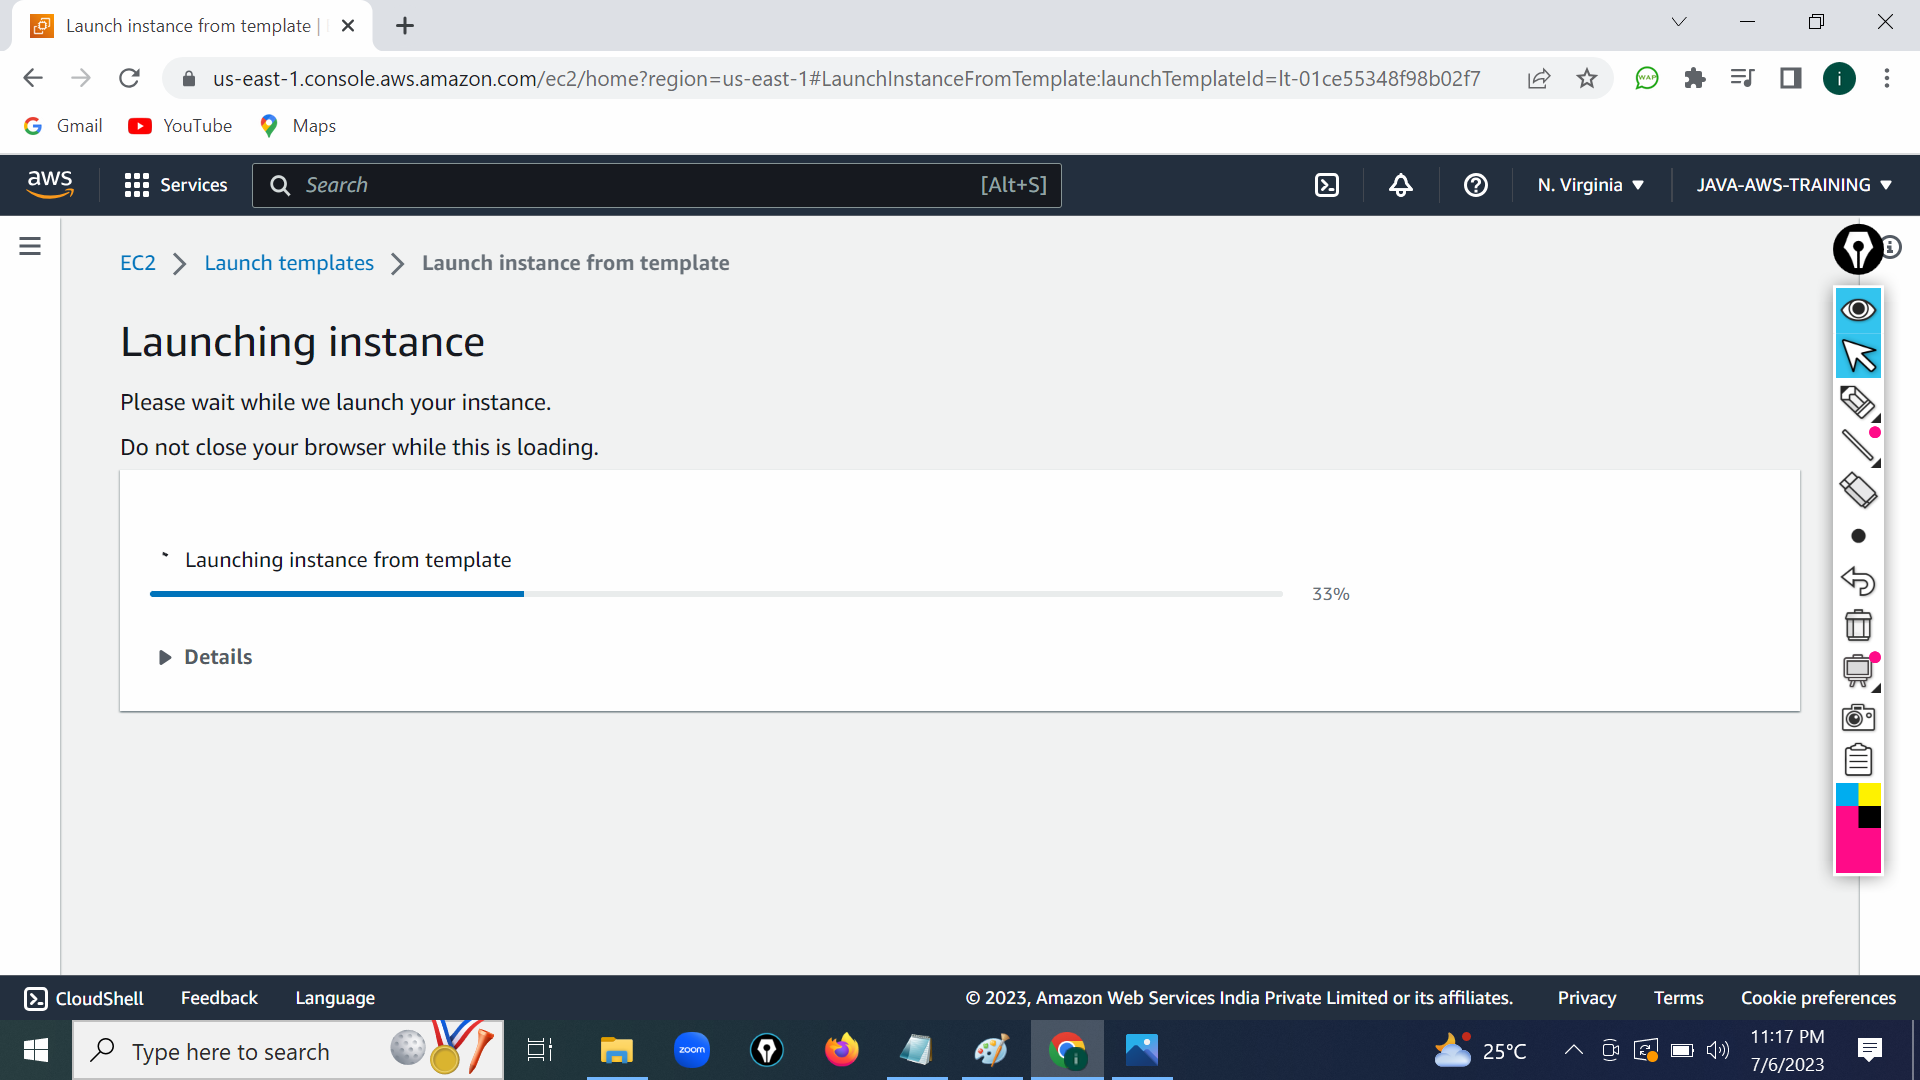 Launch instance from template |
us-east-1.console.aws.amazon.com/ec2/home?region=us-east-1#LaunchInstanceFromTemplate:launchTemplateId=lt-01ce55348f98b02f7
WAP
i
Gmail
YouTube
Maps
aws
Services
Search
[Alt+S]
N. Virginia
JAVA-AWS-TRAINING
EC2
Launch templates
Launch instance from template
Launching instance
Please wait while we launch your instance.
Do not close your browser while this is loading.
Launching instance from template
33%
Details
CloudShell
Feedback
Language
© 2023, Amazon Web Services India Private Limited or its affiliates.
Privacy
Terms
Cookie preferences
Type here to search
zoom
i
25°C
11:17 PM
7/6/2023